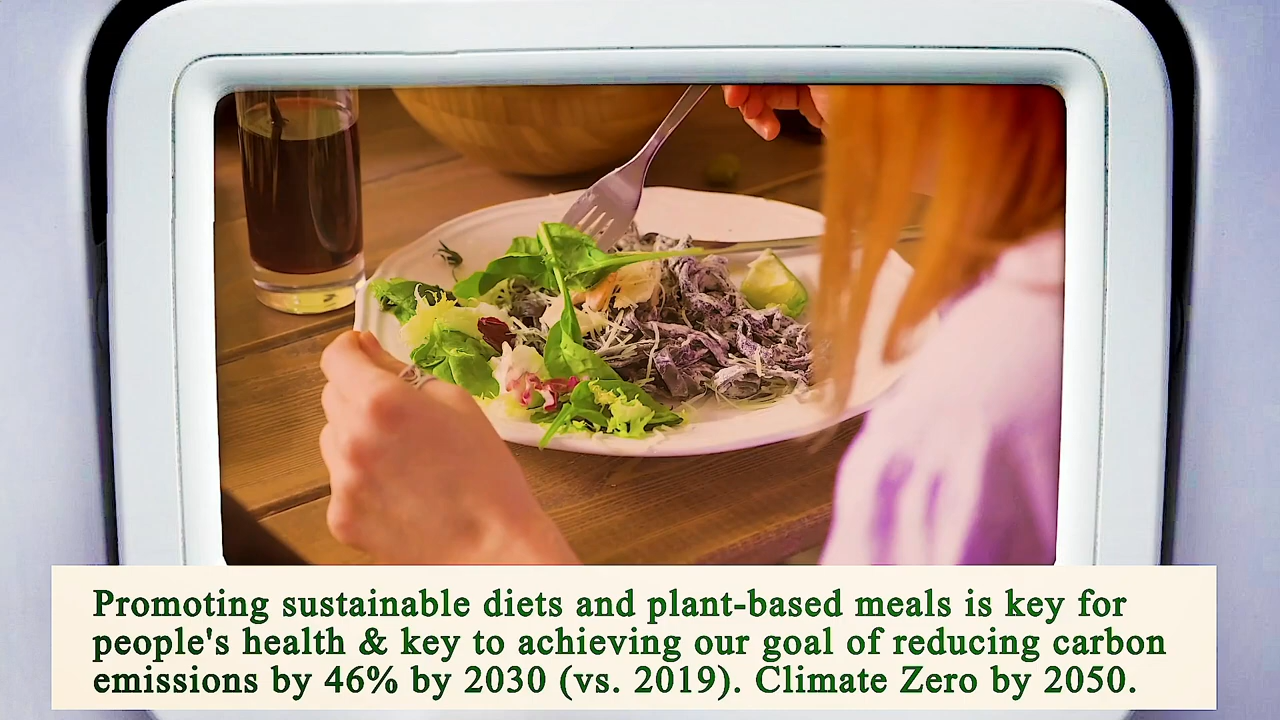 Promoting sustainable diets and plant-based meals is key for
people's health & key to achieving our goal of reducing carbon
emissions by 46% by 2030 (vs. 2019). Climate Zero by 2050.